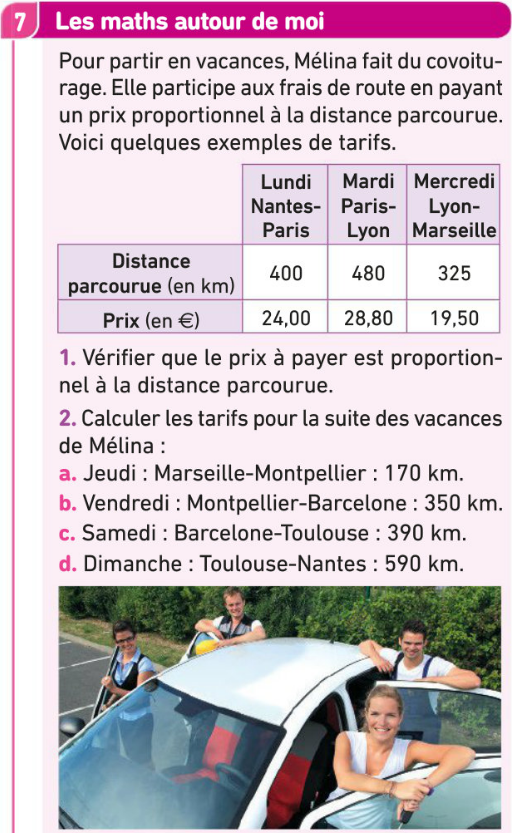 7 Les maths autour de moi
Pour partir en vacances, Mélina fait du covoitu-
rage. Elle participe aux frais de route en payant
un prix proportionnel à la distance parcourue.
Voici quelques exemples de tarifs.
Lundi Mardi Mercredi
Nantes- Paris- Lyon-
Paris Lyon Marseille
Distance
parcourue (en km) 400 480 325
Prix (en €) 24,00 28,80 19,50
1. Vérifier que le prix à payer est proportion-
nel à la distance parcourue.
2. Calculer les tarifs pour la suite des vacances
de Mélina :
a. Jeudi : Marseille-Montpellier : 170 km.
b. Vendredi : Montpellier-Barcelone : 350 km.
c. Samedi : Barcelone-Toulouse : 390 km.
d. Dimanche : Toulouse-Nantes : 590 km.